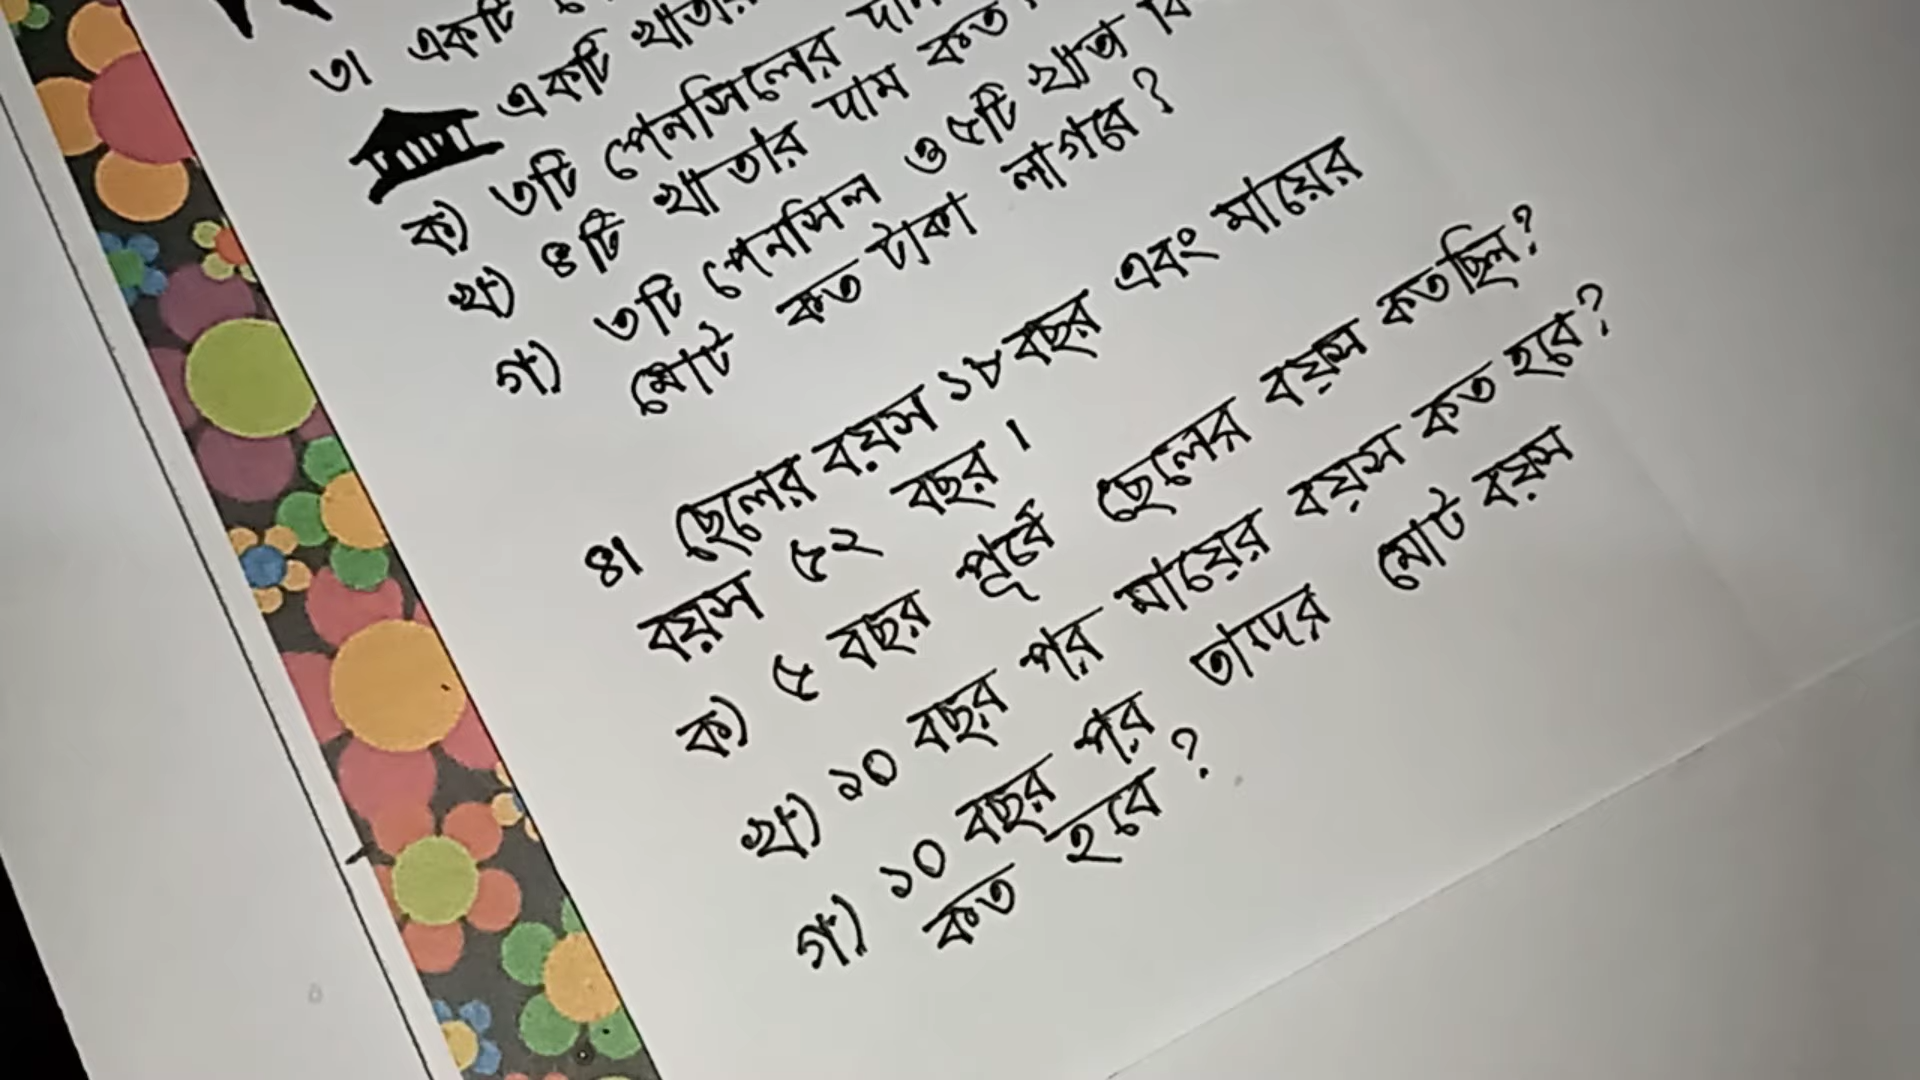 ৩। একটি
একটি খাতার
ক) ৩টি পেনসিলের দাম
খ) ৪টি খাতার দাম কত
গ) ৩টি পেনসিল ও ৫টি খাতা
মোট কত টাকা লাগবে?
৪। ছেলের বয়স ১৮ বছর এবং মায়ের
বয়স ৫২ বছর।
ক) ৫ বছর পূর্বে ছেলের বয়স কত ছিল?
খ) ১০ বছর পর মায়ের বয়স কত হবে?
গ) ১০ বছর পর তাদের মোট বয়স
কত হবে?